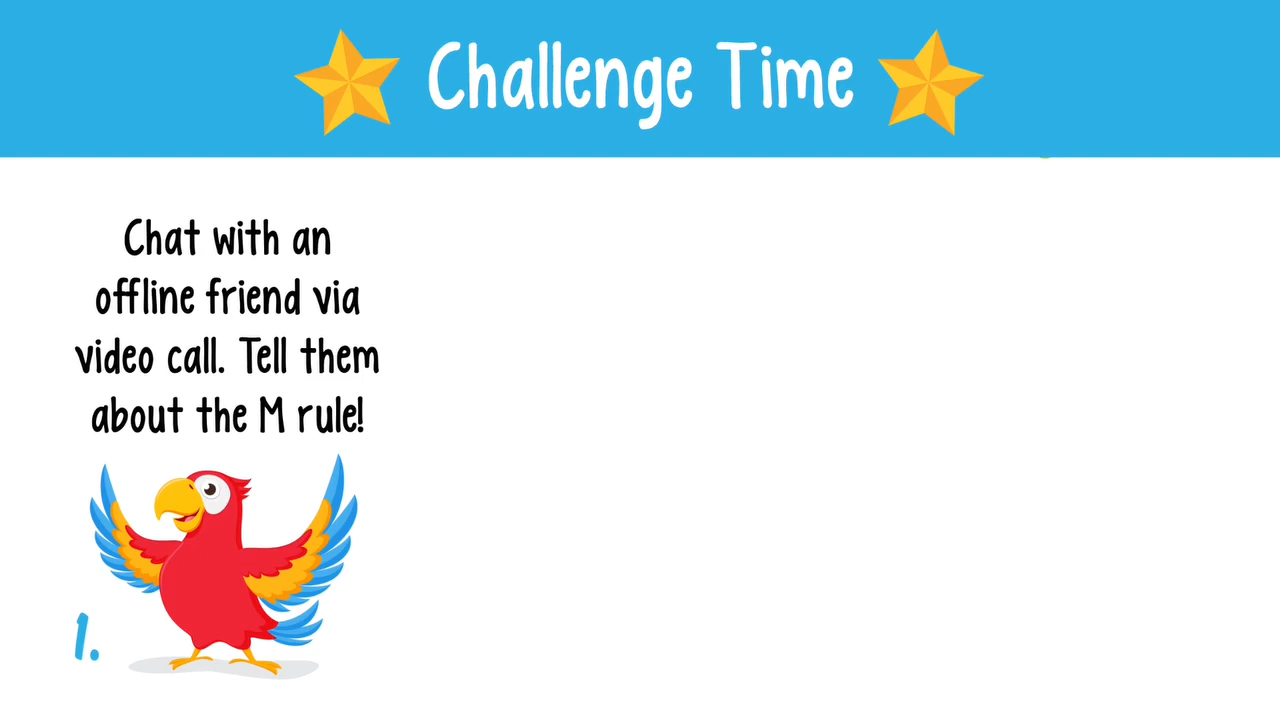 Challenge Time
Chat with an
offline friend via
video call. Tell them
about the M rule!
1.